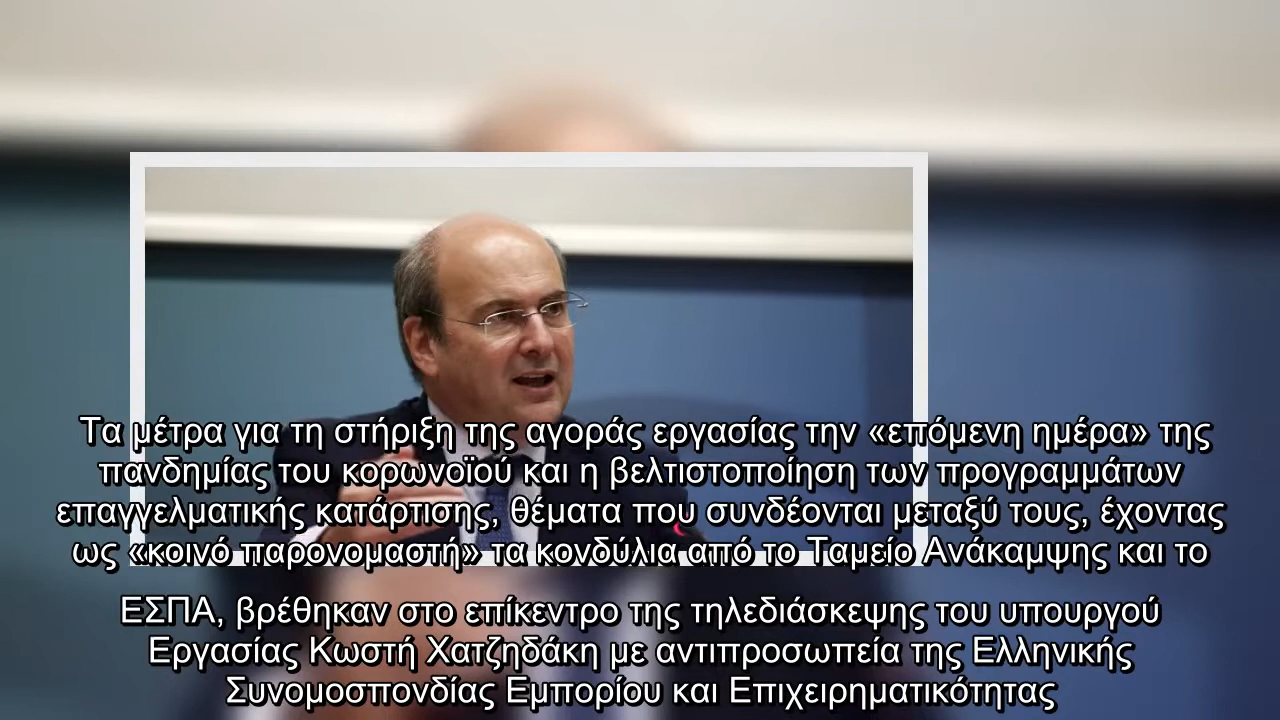 Τα μέτρα για τη στήριξη της αγοράς εργασίας την «επόμενη ημέρα» της
πανδημίας του κορωνοϊού και η βελτιστοποίηση των προγραμμάτων
επαγγελματικής κατάρτισης, θέματα που συνδέονται μεταξύ τους, έχοντας
ως «κοινό παρονομαστή» τα κονδύλια από το Ταμείο Ανάκαμψης και το
ΕΣΠΑ, βρέθηκαν στο επίκεντρο της τηλεδιάσκεψης του υπουργού
Εργασίας Κωστή Χατζηδάκη με αντιπροσωπεία της Ελληνικής
Συνομοσπονδίας Εμπορίου και Επιχειρηματικότητας